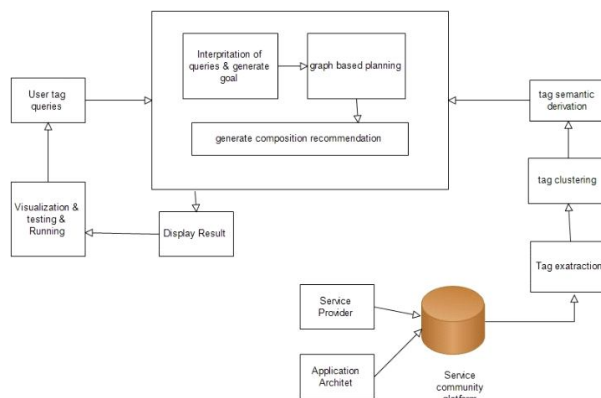 Interpritation of
queries & generate
goal
graph based planning
generate composition recommendation
User tag
queries
tag semantic
derivation
tag clustering
Visualization &
testing &
Running
Display Result
Tag exatraction
Service
Provider
Application
Architet
Service
community
platform